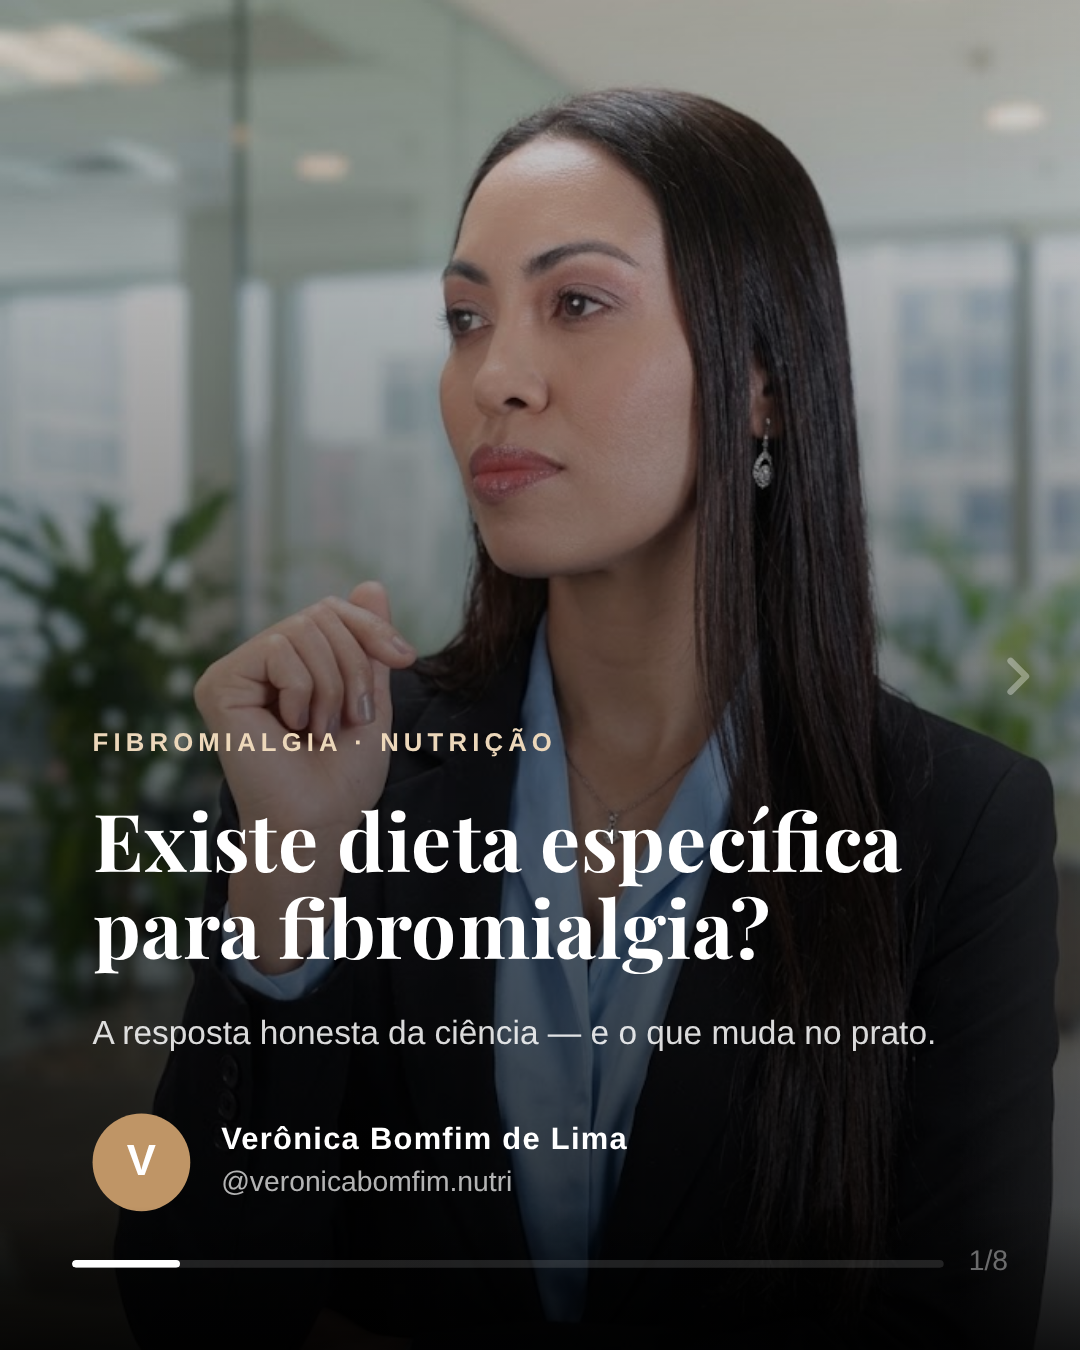 FIBROMIALGIA · NUTRIÇÃO
Existe dieta específica
para fibromialgia?
A resposta honesta da ciência — e o que muda no prato.
V
Verônica Bomfim de Lima
@veronicabomfim.nutri
1/8